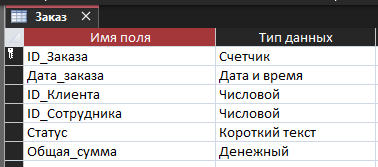 Заказ
Имя поля Тип данных
ID_Заказа Счетчик
Дата_заказа Дата и время
ID_Клиента Числовой
ID_Сотрудника Числовой
Статус Короткий текст
Общая_сумма Денежный